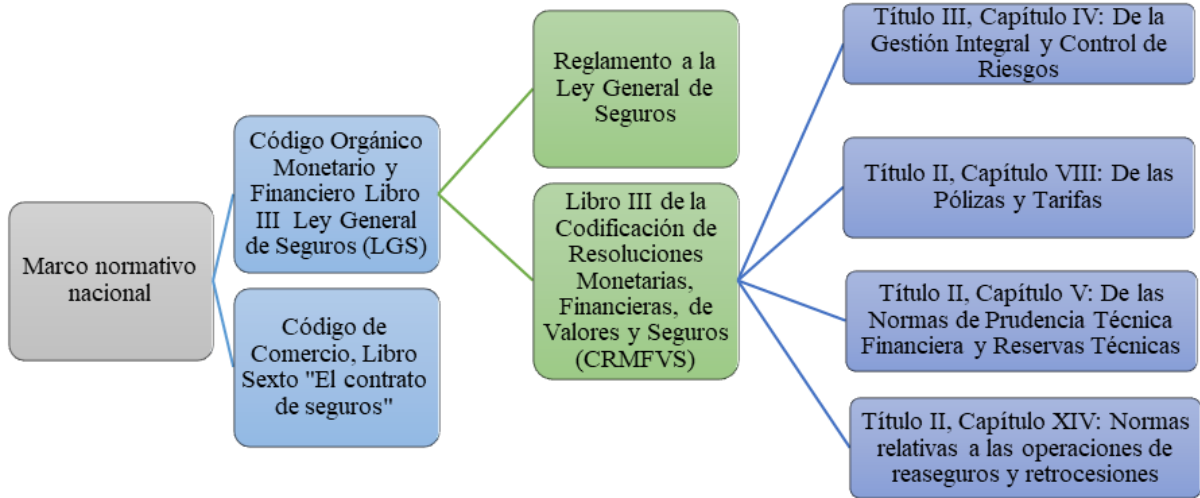 Marco normativo
nacional
Código Orgánico
Monetario y
Financiero Libro
III Ley General
de Seguros (LGS)
Código de
Comercio, Libro
Sexto "El contrato
de seguros"
Reglamento a la
Ley General de
Seguros
Libro III de la
Codificación de
Resoluciones
Monetarias,
Financieras, de
Valores y Seguros
(CRMFVS)
Título III, Capítulo IV: De la
Gestión Integral y Control de
Riesgos
Título II, Capítulo VIII: De las
Pólizas y Tarifas
Título II, Capítulo V: De las
Normas de Prudencia Técnica
Financiera y Reservas Técnicas
Título II, Capítulo XIV: Normas
relativas a las operaciones de
reaseguros y retrocesiones